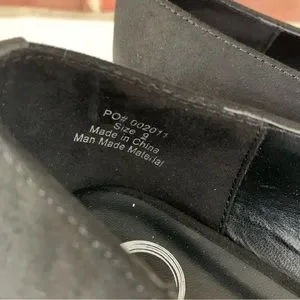 PO# 002011
Size 9
Made in China
Man Made Material